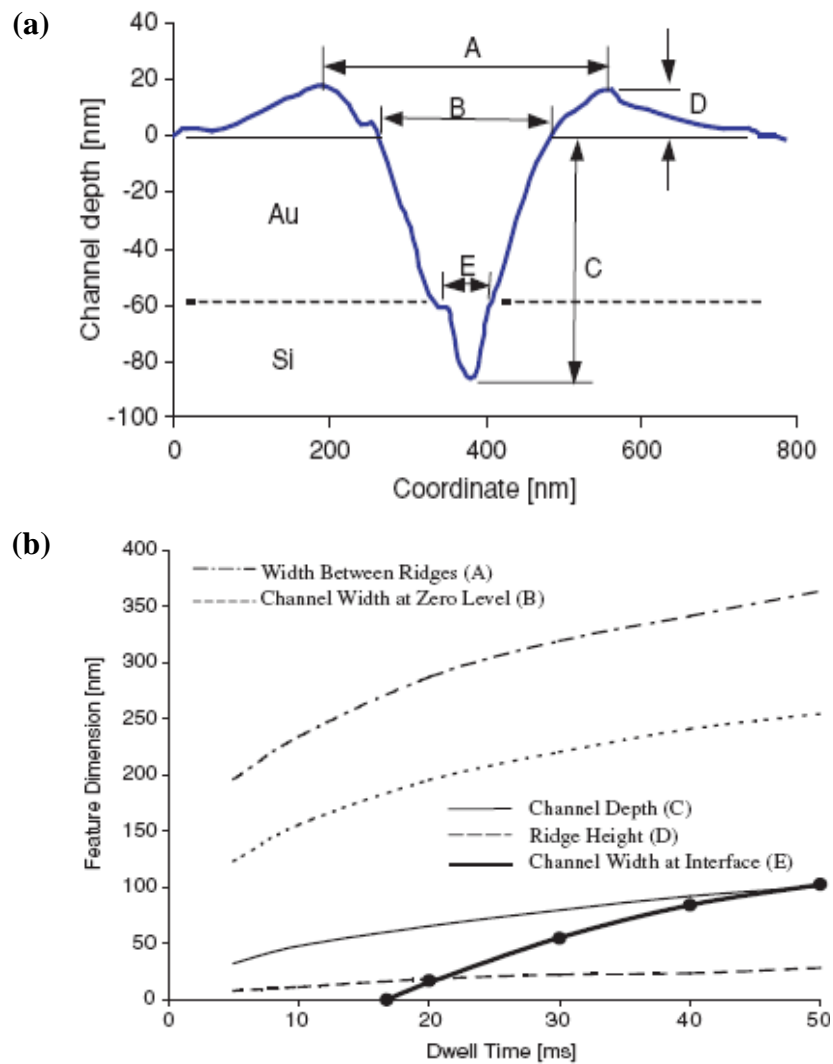 (a)
40
20
0
-20
-40
-60
-80
-100
Channel depth [nm]
A
B
D
Au
E
C
Si
0 200 400 600 800
Coordinate [nm]
(b)
400
350
300
250
200
150
100
50
0
Feature Dimension [nm]
Width Between Ridges (A)
Channel Width at Zero Level (B)
Channel Depth (C)
Ridge Height (D)
Channel Width at Interface (E)
0 10 20 30 40 50
Dwell Time [ms]